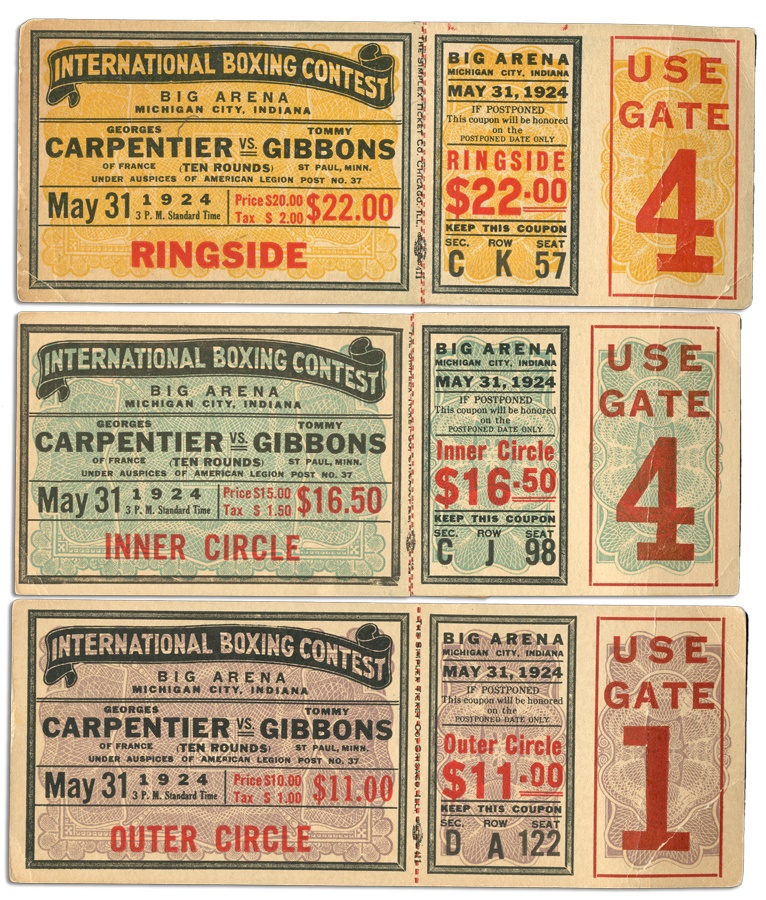 INTERNATIONAL BOXING CONTEST
BIG ARENA
MICHIGAN CITY, INDIANA
GEORGES TOMMY
CARPENTIER VS. GIBBONS
OF FRANCE (TEN ROUNDS) ST PAUL, MINN.
UNDER AUSPICES OF AMERICAN LEGION POST NO. 37
May 31 1924
3 P. M. Standard Time
Price $20.00
Tax $ 2.00
$22.00
RINGSIDE
THE SIMPLEX TICKET CO. CHICAGO, ILL.
BIG ARENA
MICHIGAN CITY, INDIANA
MAY 31, 1924
IF POSTPONED
This coupon will be honored
on the
POSTPONED DATE ONLY
RINGSIDE
$22.00
KEEP THIS COUPON
SEC. ROW SEAT
C K 57
USE
GATE
4
INTERNATIONAL BOXING CONTEST
BIG ARENA
MICHIGAN CITY, INDIANA
GEORGES TOMMY
CARPENTIER VS. GIBBONS
OF FRANCE (TEN ROUNDS) ST PAUL, MINN.
UNDER AUSPICES OF AMERICAN LEGION POST NO. 37
May 31 1924
3 P. M. Standard Time
Price $15.00
Tax $ 1.50
$16.50
INNER CIRCLE
BIG ARENA
MICHIGAN CITY, INDIANA
MAY 31, 1924
IF POSTPONED
This coupon will be honored
on the
POSTPONED DATE ONLY
Inner Circle
$16.50
KEEP THIS COUPON
SEC. ROW SEAT
C J 98
USE
GATE
4
INTERNATIONAL BOXING CONTEST
BIG ARENA
MICHIGAN CITY, INDIANA
GEORGES TOMMY
CARPENTIER VS. GIBBONS
OF FRANCE (TEN ROUNDS) ST PAUL, MINN.
UNDER AUSPICES OF AMERICAN LEGION POST NO. 37
May 31 1924
3 P. M. Standard Time
Price $10.00
Tax $ 1.00
$11.00
OUTER CIRCLE
BIG ARENA
MICHIGAN CITY, INDIANA
MAY 31, 1924
IF POSTPONED
This coupon will be honored
on the
POSTPONED DATE ONLY
Outer Circle
$11.00
KEEP THIS COUPON
SEC. ROW SEAT
D A 122
USE
GATE
1